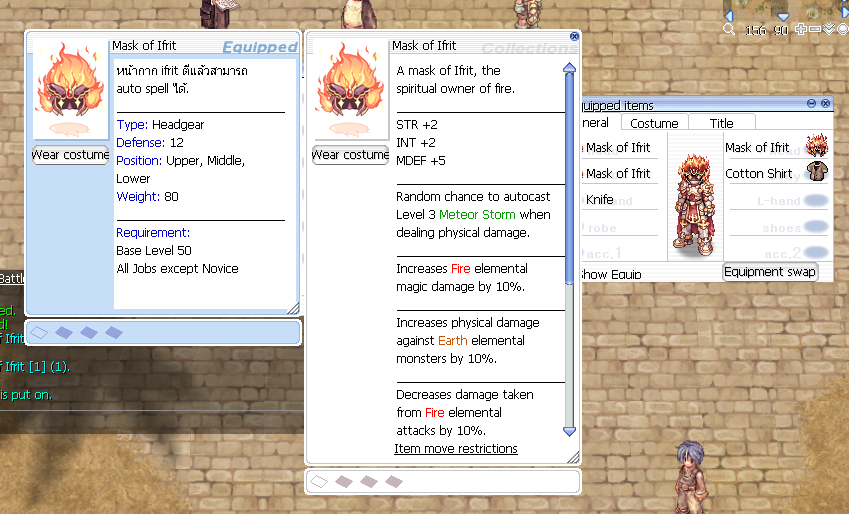 Mask of Ifrit
Equipped
หน้ากาก ifrit ตีแล้วสามารถ
auto spell ได้.
Type: Headgear
Defense: 12
Position: Upper, Middle,
Lower
Weight: 80
Requirement:
Base Level 50
All Jobs except Novice
Wear costume
Mask of Ifrit
Collections
A mask of Ifrit, the
spiritual owner of fire.
STR +2
INT +2
MDEF +5
Random chance to autocast
Level 3 Meteor Storm when
dealing physical damage.
Increases Fire elemental
magic damage by 10%.
Increases physical damage
against Earth elemental
monsters by 10%.
Decreases damage taken
from Fire elemental
attacks by 10%.
Item move restrictions
Wear costume
156 90
quipped items
neral Costume Title
Mask of Ifrit Mask of Ifrit
Mask of Ifrit Cotton Shirt
Knife L-hand
robe shoes
acc.1 acc.2
Show Equip Equipment swap
Battl
ed.
d!
f Ifrit
f Ifrit [1] (1).
is put on.